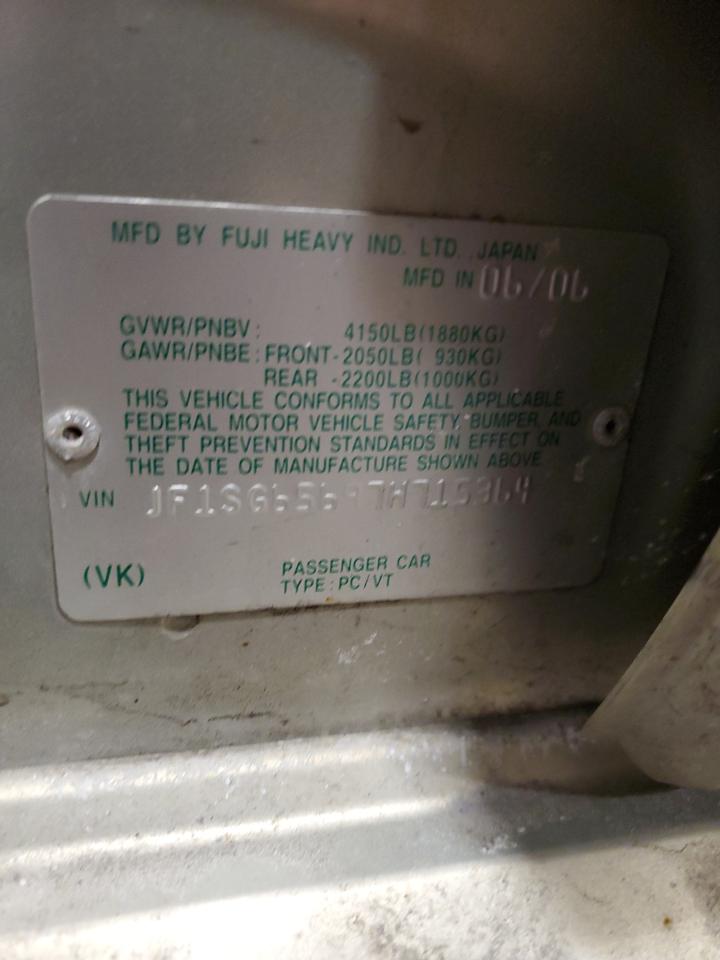 MFD BY FUJI HEAVY IND. LTD. JAPAN
MFD IN 06/06
GVWR/PNBV: 4150LB(1880KG)
GAWR/PNBE: FRONT-2050LB( 930KG)
REAR -2200LB(1000KG)
THIS VEHICLE CONFORMS TO ALL APPLICABLE
FEDERAL MOTOR VEHICLE SAFETY, BUMPER, AND
THEFT PREVENTION STANDARDS IN EFFECT ON
THE DATE OF MANUFACTURE SHOWN ABOVE.
VIN
(VK) PASSENGER CAR
TYPE: PC/VT